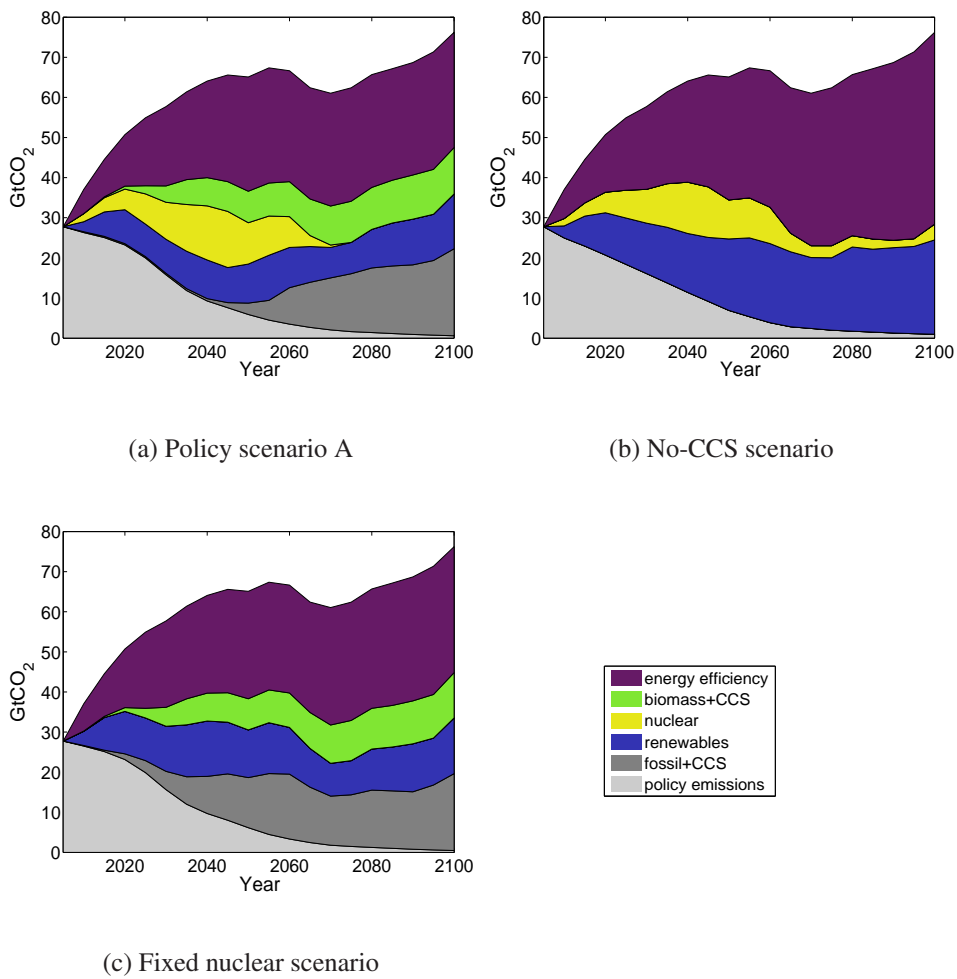 80
70
60
50
40
30
20
10
0
GtCO2
2020 2040 2060 2080 2100
Year
(a) Policy scenario A
80
70
60
50
40
30
20
10
0
GtCO2
2020 2040 2060 2080 2100
Year
(b) No-CCS scenario
80
70
60
50
40
30
20
10
0
GtCO2
2020 2040 2060 2080 2100
Year
(c) Fixed nuclear scenario
energy efficiency
biomass+CCS
nuclear
renewables
fossil+CCS
policy emissions